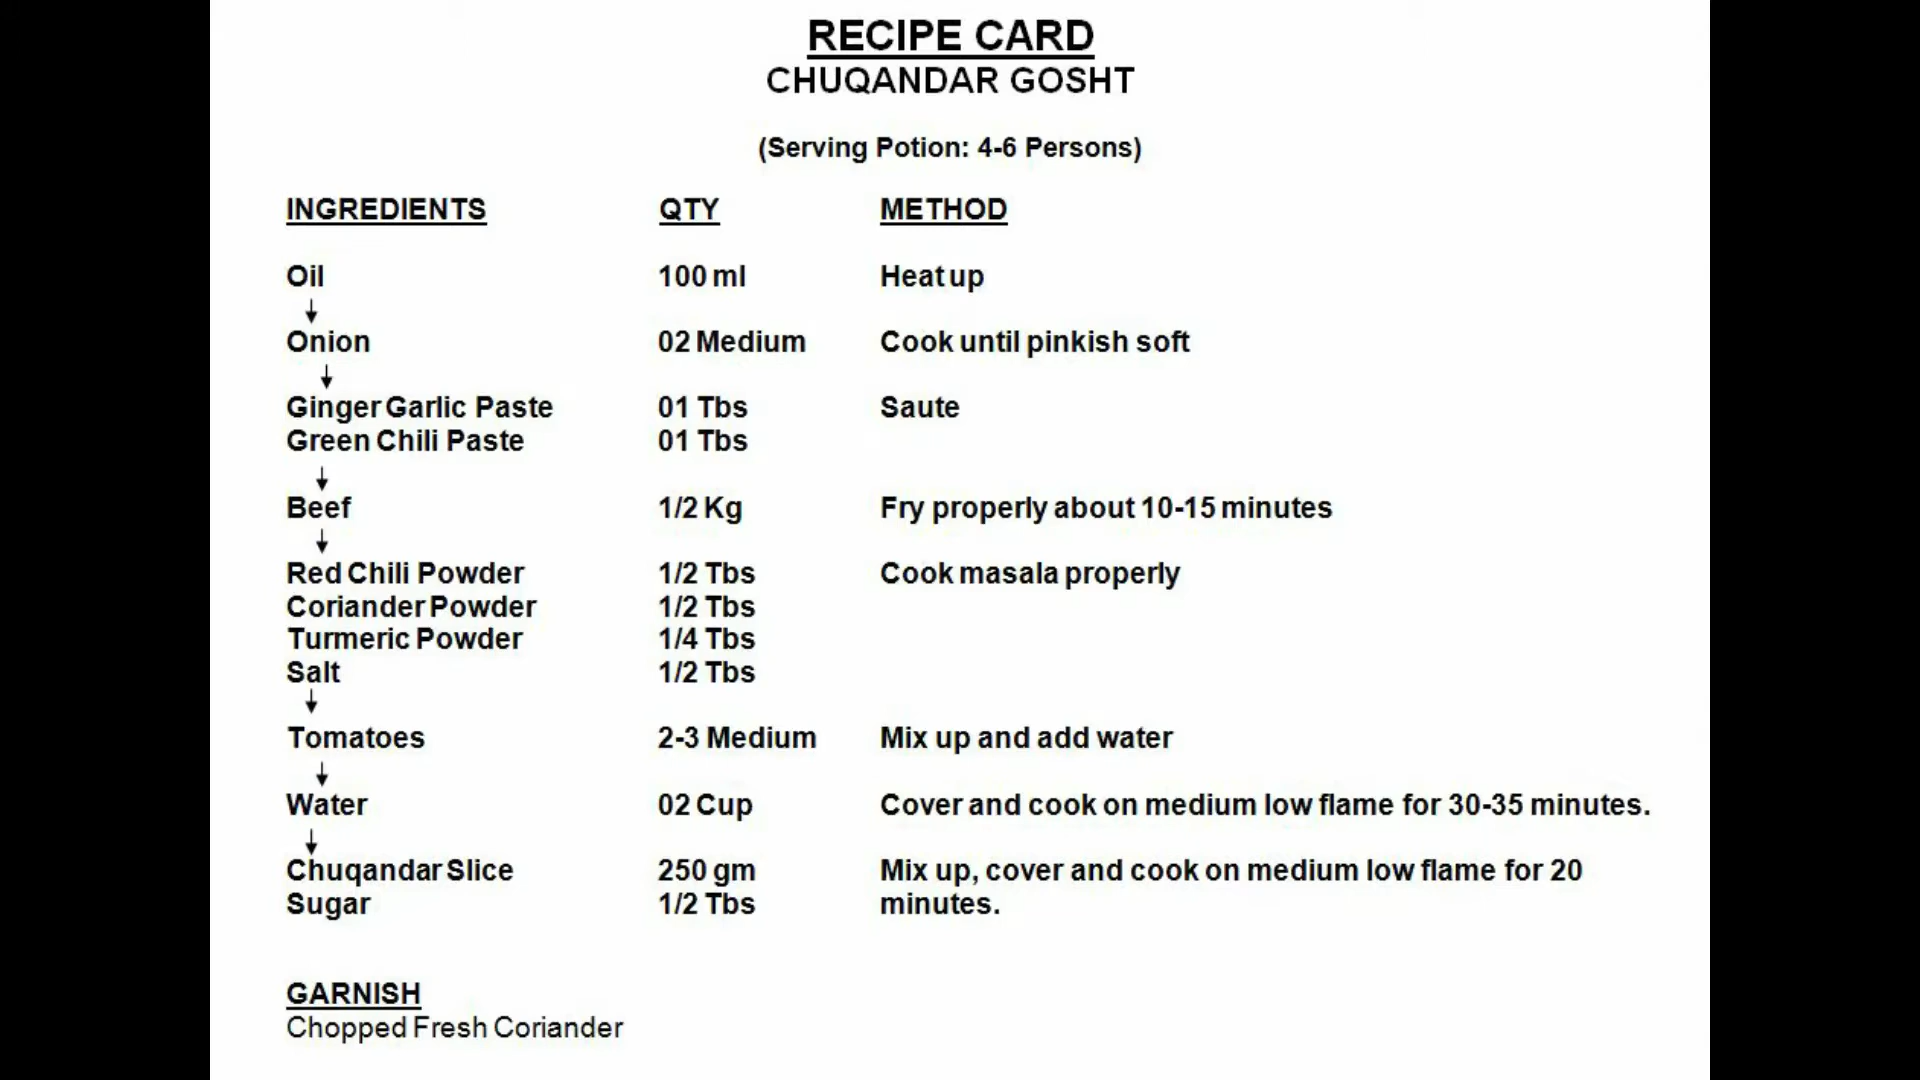 RECIPE CARD
CHUQANDAR GOSHT
(Serving Potion: 4-6 Persons)
INGREDIENTS QTY METHOD
Oil 100 ml Heat up
Onion 02 Medium Cook until pinkish soft
Ginger Garlic Paste 01 Tbs Saute
Green Chili Paste 01 Tbs
Beef 1/2 Kg Fry properly about 10-15 minutes
Red Chili Powder 1/2 Tbs Cook masala properly
Coriander Powder 1/2 Tbs
Turmeric Powder 1/4 Tbs
Salt 1/2 Tbs
Tomatoes 2-3 Medium Mix up and add water
Water 02 Cup Cover and cook on medium low flame for 30-35 minutes.
Chuqandar Slice 250 gm Mix up, cover and cook on medium low flame for 20
Sugar 1/2 Tbs minutes.
GARNISH
Chopped Fresh Coriander